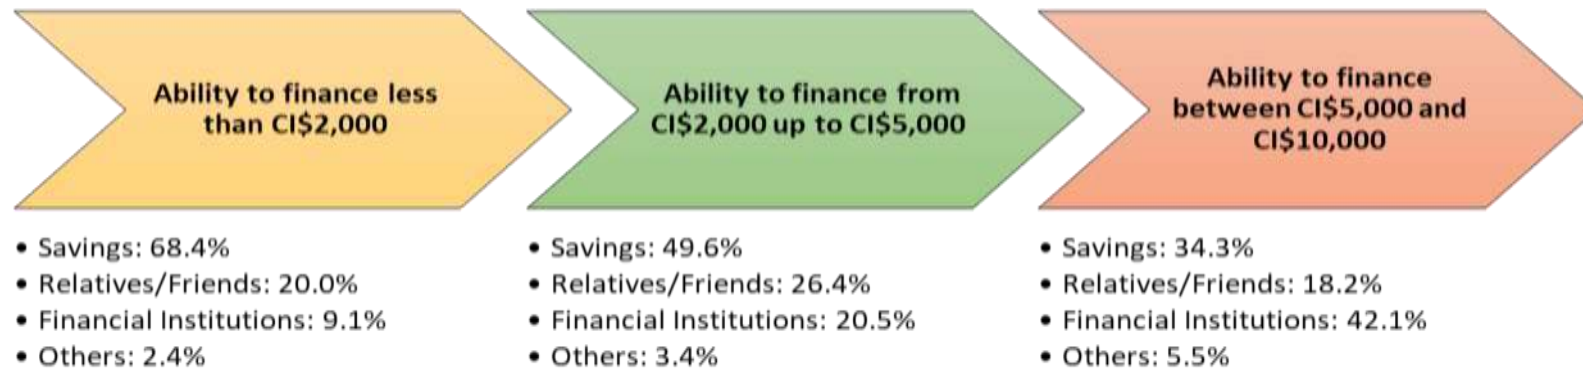 Ability to finance less
than CI$2,000
• Savings: 68.4%
• Relatives/Friends: 20.0%
• Financial Institutions: 9.1%
• Others: 2.4%
Ability to finance from
CI$2,000 up to CI$5,000
• Savings: 49.6%
• Relatives/Friends: 26.4%
• Financial Institutions: 20.5%
• Others: 3.4%
Ability to finance
between CI$5,000 and
CI$10,000
• Savings: 34.3%
• Relatives/Friends: 18.2%
• Financial Institutions: 42.1%
• Others: 5.5%